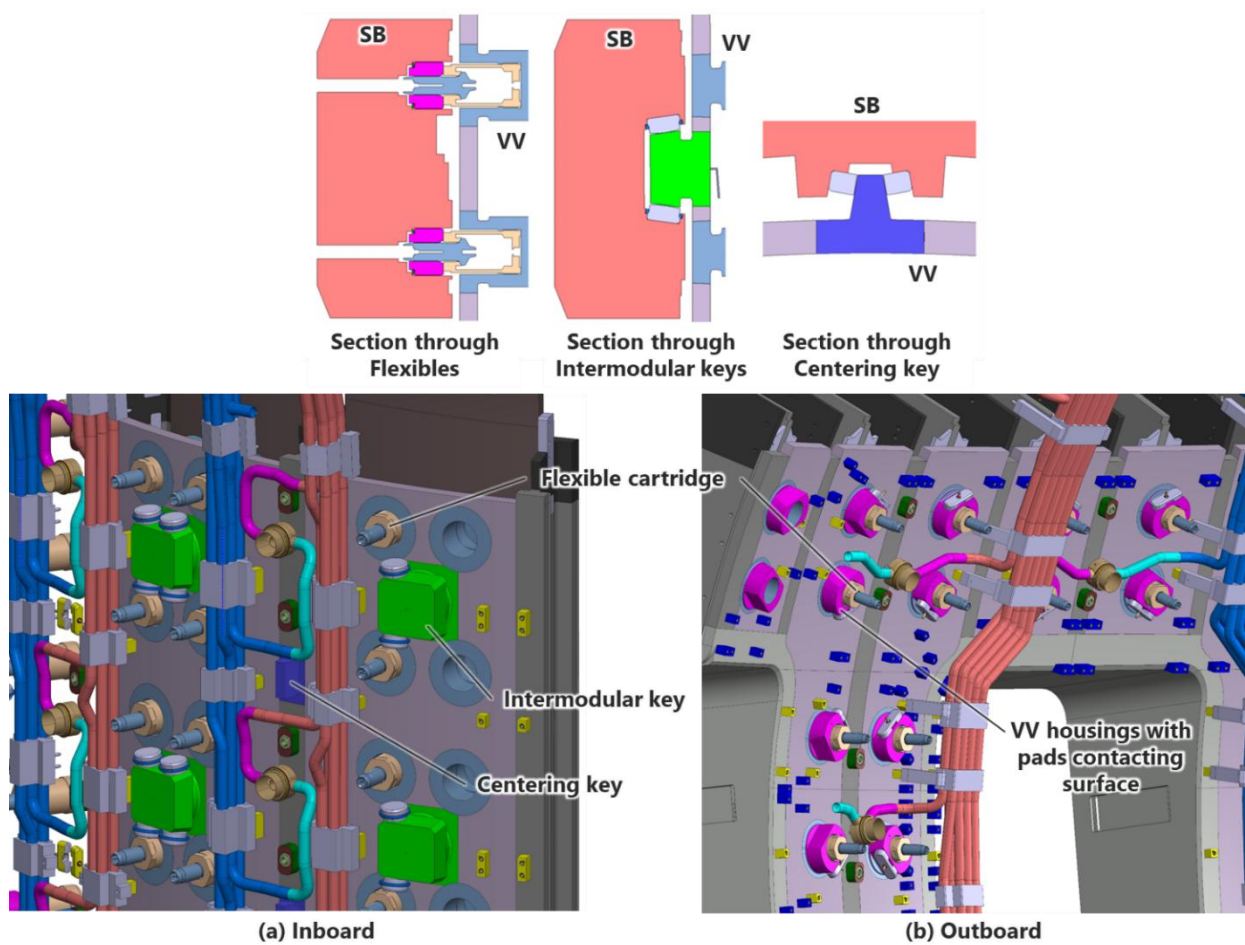 SB
SB
VV
VV
SB
VV
Section through
Flexibles
Section through
Intermodular keys
Section through
Centering key
Flexible cartridge
Intermodular key
Centering key
VV housings with
pads contacting
surface
(a) Inboard
(b) Outboard